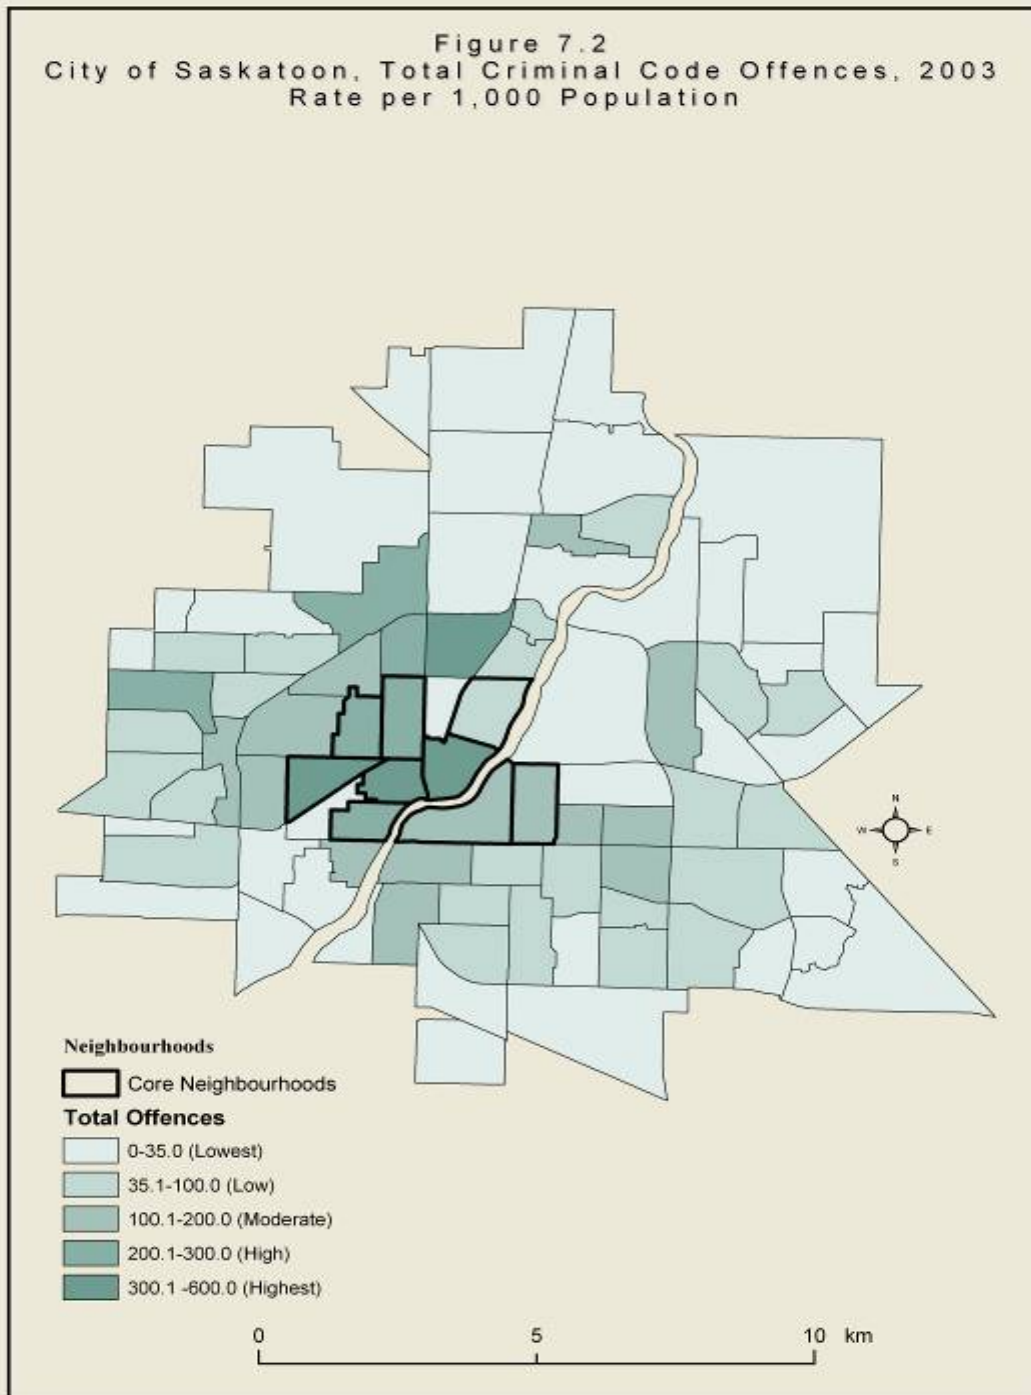 Figure 7.2
City of Saskatoon, Total Criminal Code Offences, 2003
Rate per 1,000 Population
N
W E
S
Neighbourhoods
Core Neighbourhoods
Total Offences
0-35.0 (Lowest)
35.1-100.0 (Low)
100.1-200.0 (Moderate)
200.1-300.0 (High)
300.1 -600.0 (Highest)
0 5 10 km